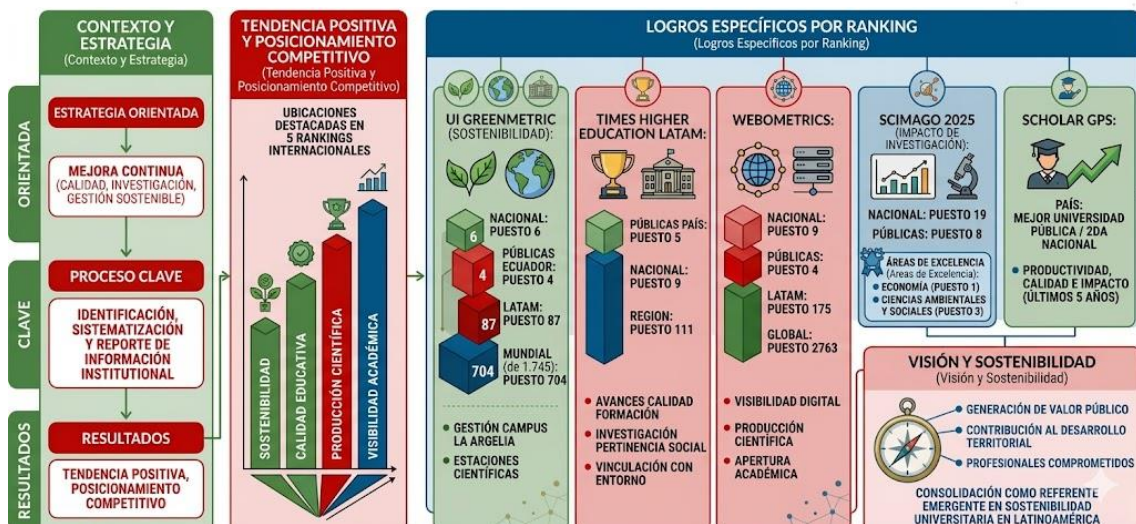 CONTEXTO Y
ESTRATEGIA
(Contexto y Estrategia)
ORIENTADA
ESTRATEGIA ORIENTADA
MEJORA CONTINUA
(CALIDAD, INVESTIGACIÓN,
GESTIÓN SOSTENIBLE)
CLAVE
PROCESO CLAVE
IDENTIFICACIÓN,
SISTEMATIZACIÓN
Y REPORTE DE
INFORMACIÓN
INSTITUCIONAL
RESULTADOS
RESULTADOS
TENDENCIA POSITIVA,
POSICIONAMIENTO
COMPETITIVO
TENDENCIA POSITIVA
Y POSICIONAMIENTO
COMPETITIVO
(Tendencia Positiva y
Posicionamiento Competitivo)
UBICACIONES
DESTACADAS EN
5 RANKINGS
INTERNACIONALES
SOSTENIBILIDAD
CALIDAD EDUCATIVA
PRODUCCIÓN CIENTÍFICA
VISIBILIDAD ACADÉMICA
LOGROS ESPECÍFICOS POR RANKING
(Logros Específicos por Ranking)
UI GREENMETRIC
(SOSTENIBILIDAD):
6
NACIONAL:
PUESTO 6
4
PÚBLICAS
ECUADOR:
PUESTO 4
87
LATAM:
PUESTO 87
704
MUNDIAL
(de 1.745):
PUESTO 704
GESTIÓN CAMPUS
LA ARGELIA
ESTACIONES
CIENTÍFICAS
TIMES HIGHER
EDUCATION LATAM:
PÚBLICAS PAÍS:
PUESTO 5
NACIONAL:
PUESTO 9
REGION:
PUESTO 111
AVANCES CALIDAD
FORMACIÓN
INVESTIGACIÓN
PERTINENCIA SOCIAL
VINCULACIÓN CON
ENTORNO
WEBOMETRICS:
NACIONAL:
PUESTO 9
PÚBLICAS:
PUESTO 4
LATAM:
PUESTO 175
GLOBAL:
PUESTO 2763
VISIBILIDAD DIGITAL
PRODUCCIÓN
CIENTÍFICA
APERTURA
ACADÉMICA
SCIMAGO 2025
(IMPACTO DE
INVESTIGACIÓN):
NACIONAL: PUESTO 19
PÚBLICAS: PUESTO 8
ÁREAS DE EXCELENCIA
(Areas de Excelencia):
• ECONOMÍA (PUESTO 1)
• CIENCIAS AMBIENTALES
Y SOCIALES (PUESTO 3)
SCHOLAR GPS:
PAÍS:
MEJOR UNIVERSIDAD
PÚBLICA / 2DA
NACIONAL
• PRODUCTIVIDAD,
CALIDAD E IMPACTO
(ÚLTIMOS 5 AÑOS)
VISIÓN Y SOSTENIBILIDAD
(Visión y Sostenibilidad)
GENERACIÓN DE VALOR PÚBLICO
CONTRIBUCIÓN AL DESARROLLO
TERRITORIAL
PROFESIONALES COMPROMETIDOS
CONSOLIDACIÓN COMO REFERENTE
EMERGENTE EN SOSTENIBILIDAD
UNIVERSITARIA EN LATINOAMÉRICA